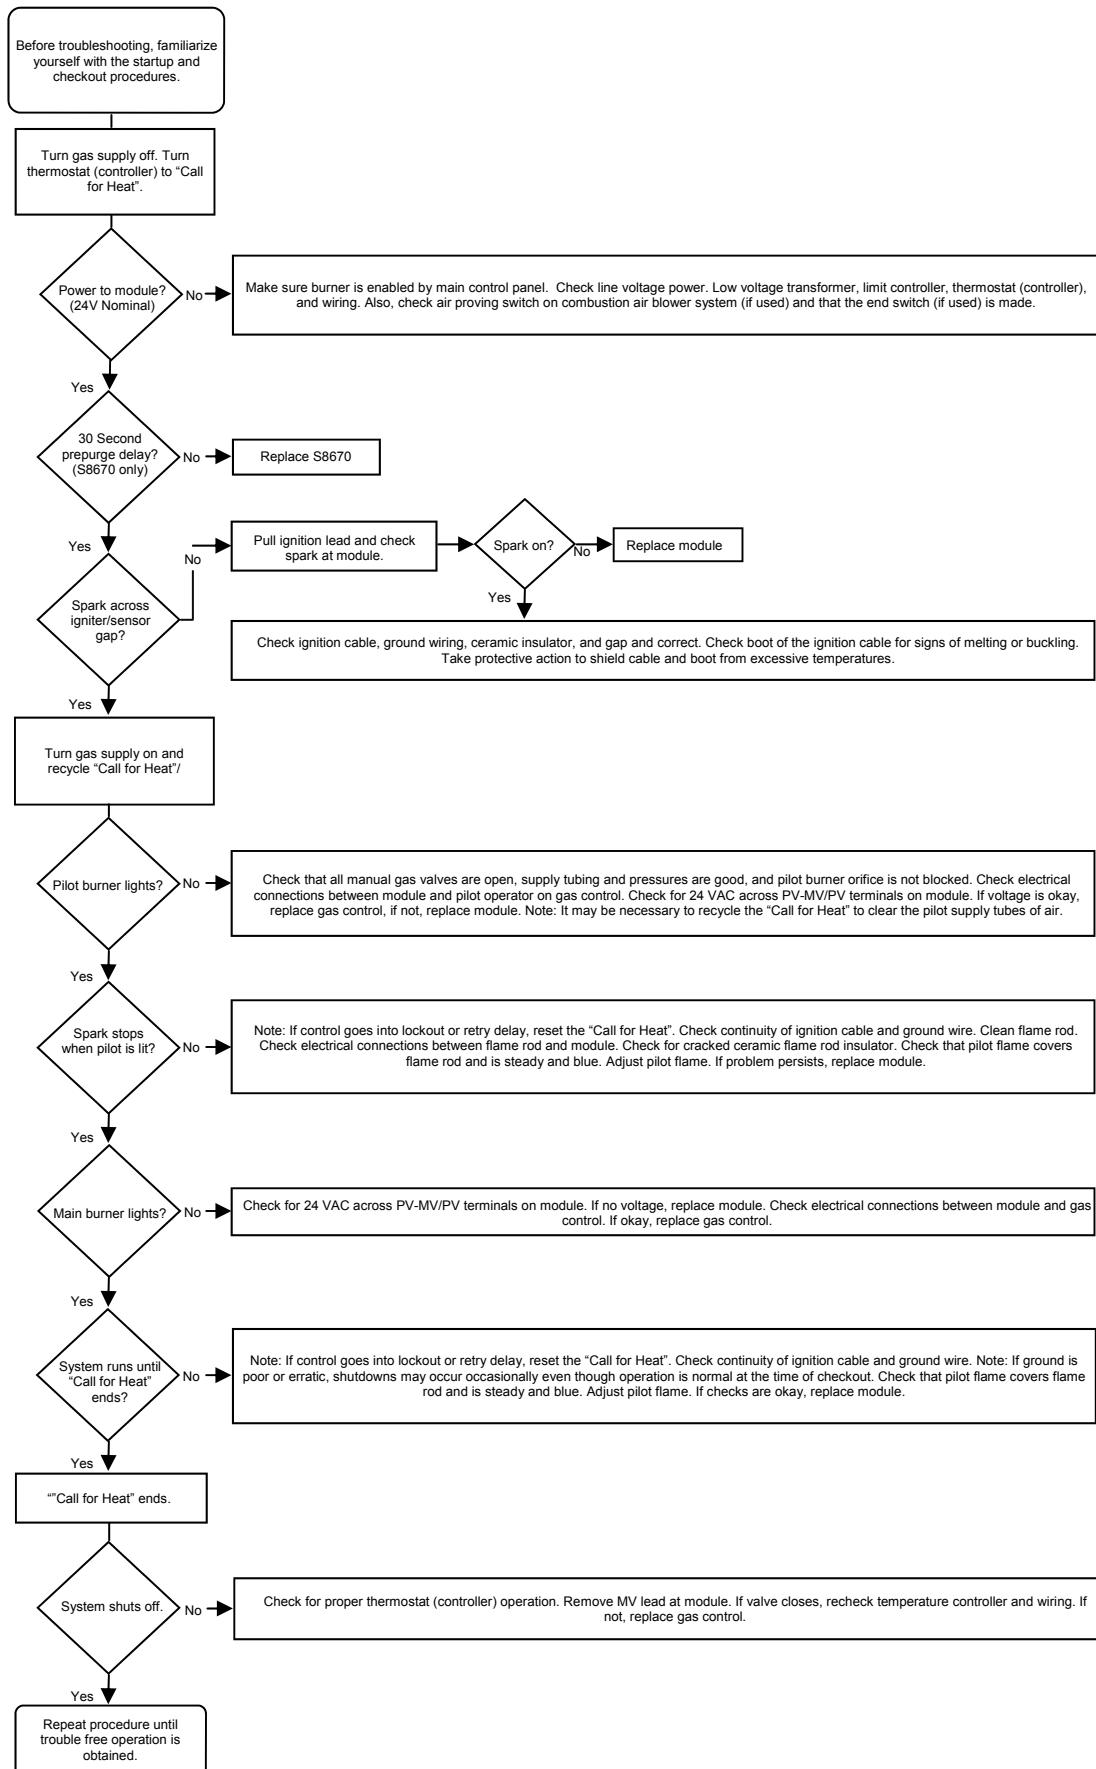 Before troubleshooting, familiarize
yourself with the startup and
checkout procedures.
Turn gas supply off. Turn
thermostat (controller) to “Call
for Heat”.
Power to module?
(24V Nominal)
No
Make sure burner is enabled by main control panel. Check line voltage power. Low voltage transformer, limit controller, thermostat (controller),
and wiring. Also, check air proving switch on combustion air blower system (if used) and that the end switch (if used) is made.
Yes
30 Second
prepurge delay?
(S8670 only)
No
Replace S8670
Yes
Spark across
igniter/sensor
gap?
No
Pull ignition lead and check
spark at module.
Spark on?
No
Replace module
Yes
Check ignition cable, ground wiring, ceramic insulator, and gap and correct. Check boot of the ignition cable for signs of melting or buckling.
Take protective action to shield cable and boot from excessive temperatures.
Yes
Turn gas supply on and
recycle “Call for Heat”/
Pilot burner lights?
No
Check that all manual gas valves are open, supply tubing and pressures are good, and pilot burner orifice is not blocked. Check electrical
connections between module and pilot operator on gas control. Check for 24 VAC across PV-MV/PV terminals on module. If voltage is okay,
replace gas control, if not, replace module. Note: It may be necessary to recycle the “Call for Heat” to clear the pilot supply tubes of air.
Yes
Spark stops
when pilot is lit?
No
Note: If control goes into lockout or retry delay, reset the “Call for Heat”. Check continuity of ignition cable and ground wire. Clean flame rod.
Check electrical connections between flame rod and module. Check for cracked ceramic flame rod insulator. Check that pilot flame covers
flame rod and is steady and blue. Adjust pilot flame. If problem persists, replace module.
Yes
Main burner lights?
No
Check for 24 VAC across PV-MV/PV terminals on module. If no voltage, replace module. Check electrical connections between module and gas
control. If okay, replace gas control.
Yes
System runs until
“Call for Heat”
ends?
No
Note: If control goes into lockout or retry delay, reset the “Call for Heat”. Check continuity of ignition cable and ground wire. Note: If ground is
poor or erratic, shutdowns may occur occasionally even though operation is normal at the time of checkout. Check that pilot flame covers flame
rod and is steady and blue. Adjust pilot flame. If checks are okay, replace module.
Yes
“”Call for Heat” ends.
System shuts off.
No
Check for proper thermostat (controller) operation. Remove MV lead at module. If valve closes, recheck temperature controller and wiring. If
not, replace gas control.
Yes
Repeat procedure until
trouble free operation is
obtained.